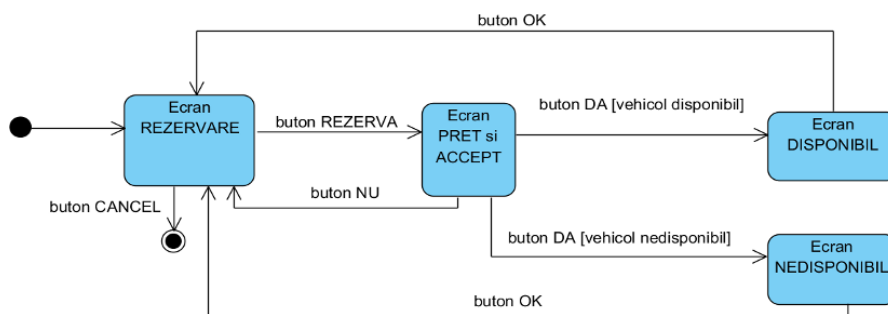 buton OK
Ecran
REZERVARE
buton REZERVA
Ecran
PRET si
ACCEPT
buton DA [vehicol disponibil]
Ecran
DISPONIBIL
buton NU
buton CANCEL
buton DA [vehicol nedisponibil]
Ecran
NEDISPONIBIL
buton OK